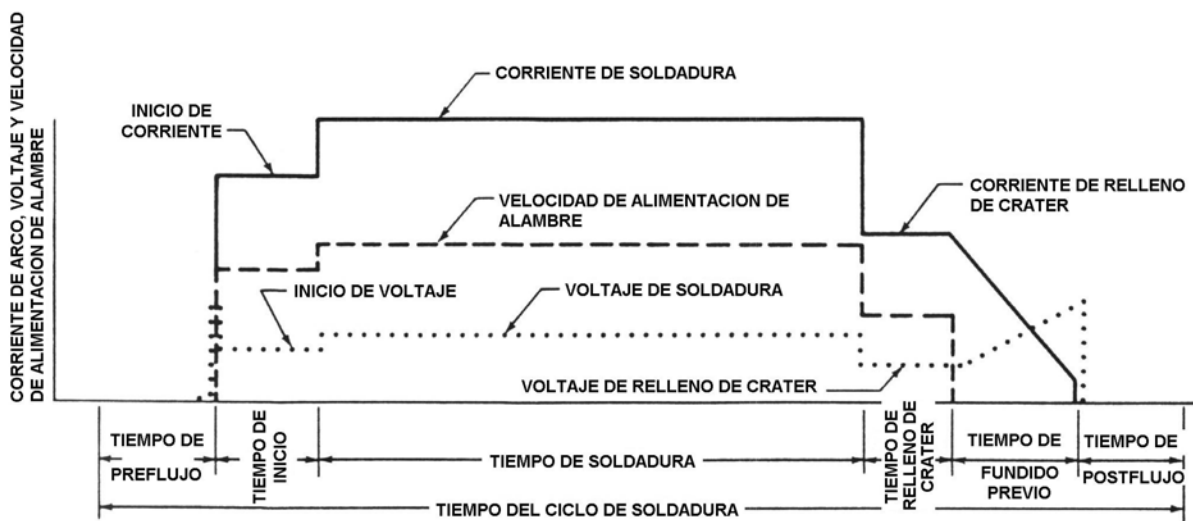 CORRIENTE DE ARCO, VOLTAJE Y VELOCIDAD
DE ALIMENTACION DE ALAMBRE
INICIO DE
CORRIENTE
CORRIENTE DE SOLDADURA
VELOCIDAD DE ALIMENTACION DE
ALAMBRE
CORRIENTE DE RELLENO
DE CRATER
INICIO DE VOLTAJE
VOLTAJE DE SOLDADURA
VOLTAJE DE RELLENO DE CRATER
TIEMPO DE
PREFLUJO
TIEMPO DE
INICIO
TIEMPO DE SOLDADURA
TIEMPO DE
RELLENO DE
CRATER
TIEMPO DE
FUNDIDO
PREVIO
TIEMPO DE
POSTFLUJO
TIEMPO DEL CICLO DE SOLDADURA